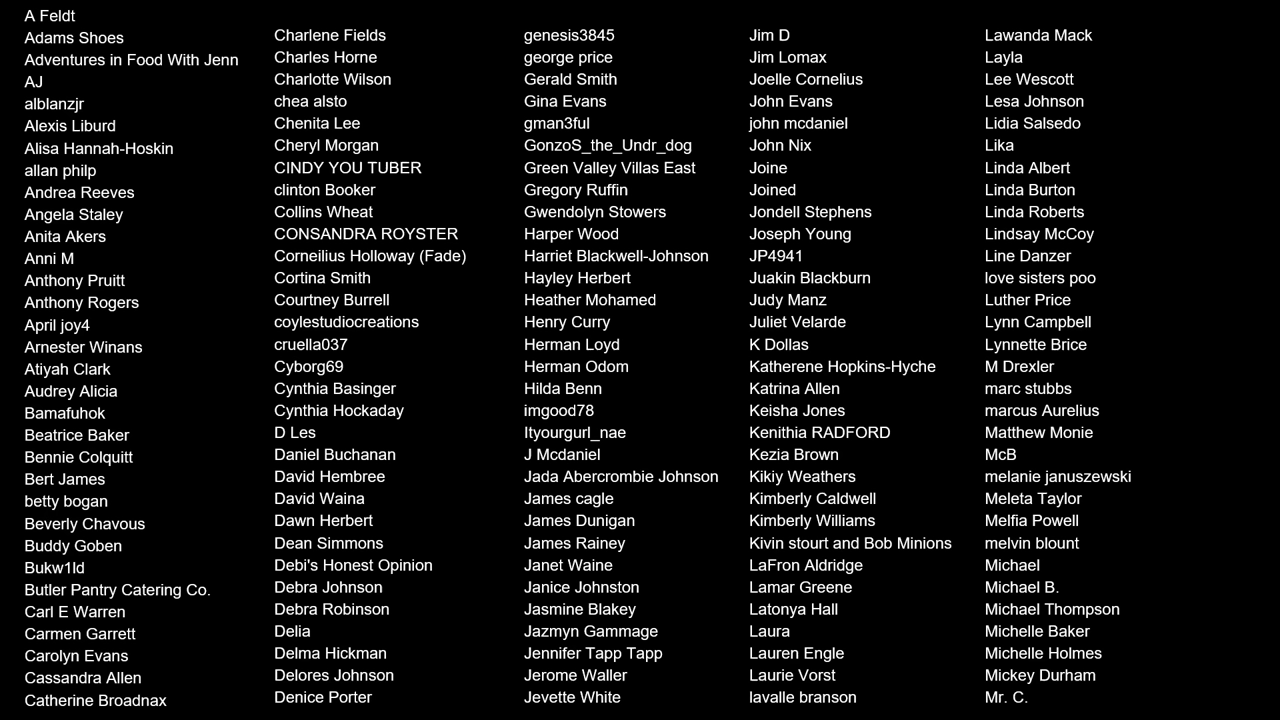 A Feldt
Adams Shoes
Adventures in Food With Jenn
AJ
alblanzjr
Alexis Liburd
Alisa Hannah-Hoskin
allan philp
Andrea Reeves
Angela Staley
Anita Akers
Anni M
Anthony Pruitt
Anthony Rogers
April joy4
Arnester Winans
Atiyah Clark
Audrey Alicia
Bamafuhok
Beatrice Baker
Bennie Colquitt
Bert James
betty bogan
Beverly Chavous
Buddy Goben
Bukw1ld
Butler Pantry Catering Co.
Carl E Warren
Carmen Garrett
Carolyn Evans
Cassandra Allen
Catherine Broadnax
Charlene Fields
Charles Horne
Charlotte Wilson
chea alsto
Chenita Lee
Cheryl Morgan
CINDY YOU TUBER
clinton Booker
Collins Wheat
CONSANDRA ROYSTER
Corneilius Holloway (Fade)
Cortina Smith
Courtney Burrell
coylestudiocreations
cruella037
Cyborg69
Cynthia Basinger
Cynthia Hockaday
D Les
Daniel Buchanan
David Hembree
David Waina
Dawn Herbert
Dean Simmons
Debi's Honest Opinion
Debra Johnson
Debra Robinson
Delia
Delma Hickman
Delores Johnson
Denice Porter
genesis3845
george price
Gerald Smith
Gina Evans
gman3ful
GonzoS_the_Undr_dog
Green Valley Villas East
Gregory Ruffin
Gwendolyn Stowers
Harper Wood
Harriet Blackwell-Johnson
Hayley Herbert
Heather Mohamed
Henry Curry
Herman Loyd
Herman Odom
Hilda Benn
imgood78
Ityourgurl_nae
J Mcdaniel
Jada Abercrombie Johnson
James cagle
James Dunigan
James Rainey
Janet Waine
Janice Johnston
Jasmine Blakey
Jazmyn Gammage
Jennifer Tapp Tapp
Jerome Waller
Jevette White
Jim D
Jim Lomax
Joelle Cornelius
John Evans
john mcdaniel
John Nix
Joine
Joined
Jondell Stephens
Joseph Young
JP4941
Juakin Blackburn
Judy Manz
Juliet Velarde
K Dollas
Katherene Hopkins-Hyche
Katrina Allen
Keisha Jones
Kenithia RADFORD
Kezia Brown
Kikiy Weathers
Kimberly Caldwell
Kimberly Williams
Kivin stourt and Bob Minions
LaFron Aldridge
Lamar Greene
Latonya Hall
Laura
Lauren Engle
Laurie Vorst
lavalle branson
Lawanda Mack
Layla
Lee Wescott
Lesa Johnson
Lidia Salsedo
Lika
Linda Albert
Linda Burton
Linda Roberts
Lindsay McCoy
Line Danzer
love sisters poo
Luther Price
Lynn Campbell
Lynnette Brice
M Drexler
marc stubbs
marcus Aurelius
Matthew Monie
McB
melanie januszewski
Meleta Taylor
Melfia Powell
melvin blount
Michael
Michael B.
Michael Thompson
Michelle Baker
Michelle Holmes
Mickey Durham
Mr. C.